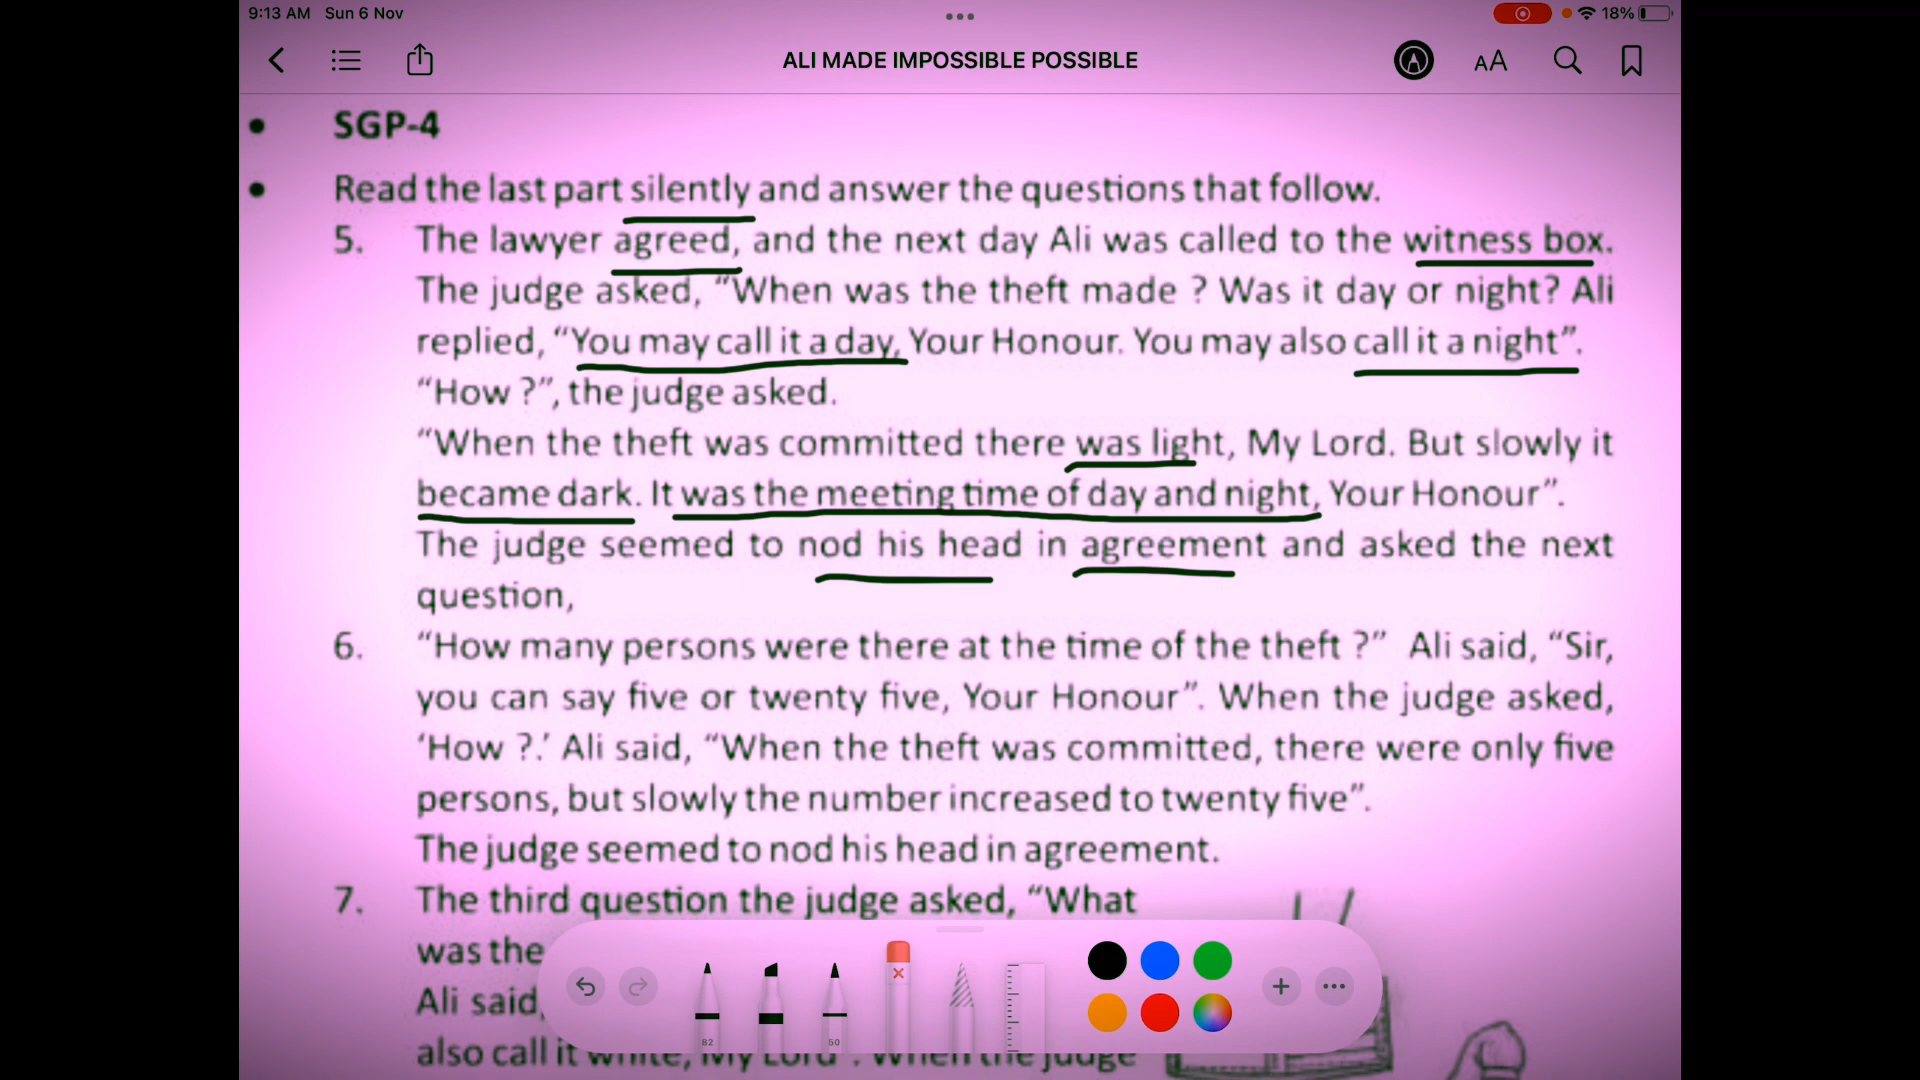 9:13 AM Sun 6 Nov
18%
ALI MADE IMPOSSIBLE POSSIBLE
AA
• SGP-4
• Read the last part silently and answer the questions that follow.
5. The lawyer agreed, and the next day Ali was called to the witness box.
The judge asked, “When was the theft made ? Was it day or night? Ali
replied, “You may call it a day, Your Honour. You may also call it a night”.
“How ?”, the judge asked.
“When the theft was committed there was light, My Lord. But slowly it
became dark. It was the meeting time of day and night, Your Honour”.
The judge seemed to nod his head in agreement and asked the next
question,
6. “How many persons were there at the time of the theft ?” Ali said, “Sir,
you can say five or twenty five, Your Honour”. When the judge asked,
‘How ?.’ Ali said, “When the theft was committed, there were only five
persons, but slowly the number increased to twenty five”.
The judge seemed to nod his head in agreement.
7. The third question the judge asked, “What
was the
Ali said,
also call it white, My Lord”. When the judge
82
50